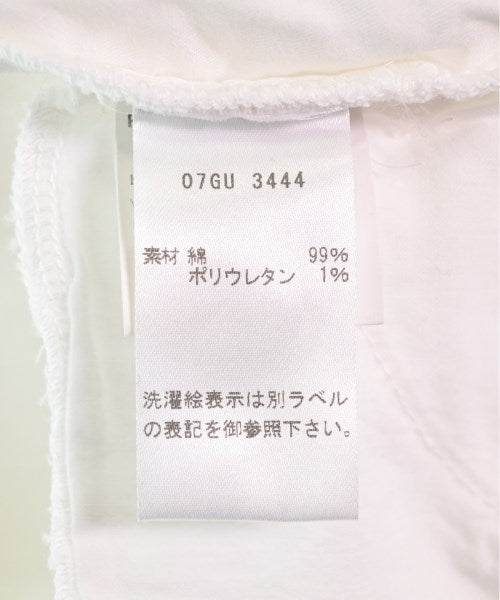 07GU 3444
素材 綿 99%
ポリウレタン 1%
洗濯絵表示は別ラベル
の表記を御参照下さい。